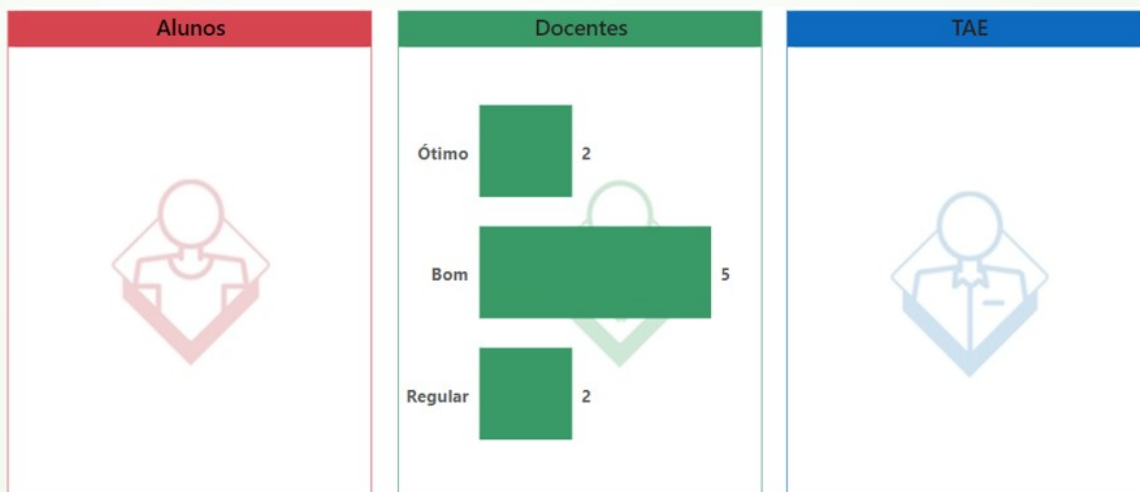 Alunos
Docentes
TAE
Ótimo 2
Bom 5
Regular 2